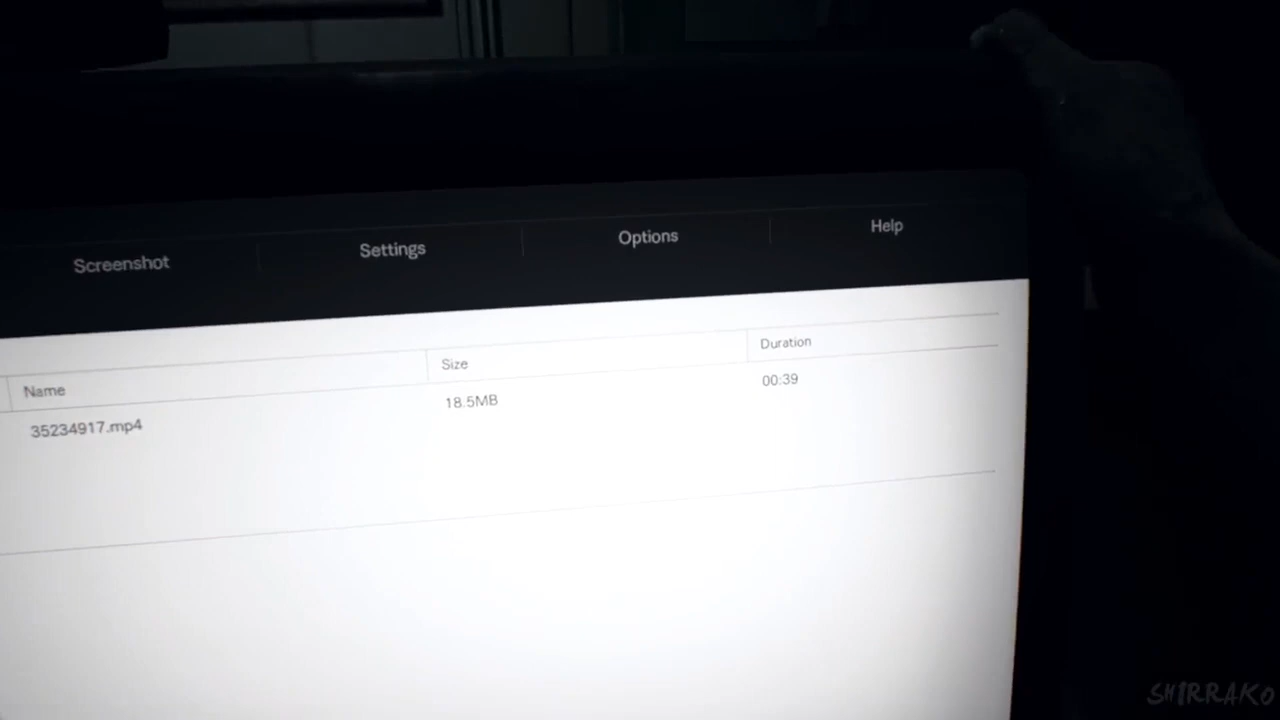 Screenshot Settings Options Help
Name Size Duration
35234917.mp4 18.5MB 00:39
SHIRRAKO